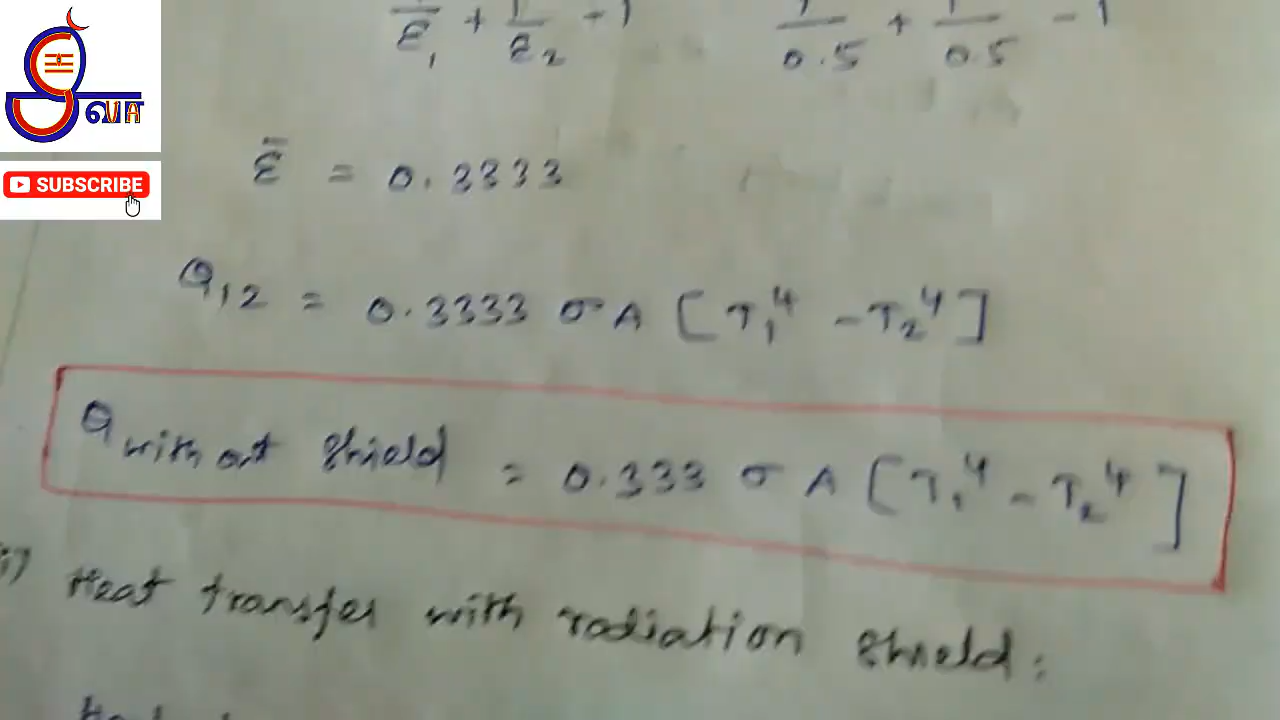 1/ε₁ + 1/ε₂ - 1    1/0.5 + 1/0.5 - 1
வா
SUBSCRIBE
ε̄ = 0.3333
Q₁₂ = 0.3333 σ A [T₁⁴ - T₂⁴]
Q without shield = 0.333 σ A [T₁⁴ - T₂⁴]
i) Heat transfer with radiation shield: